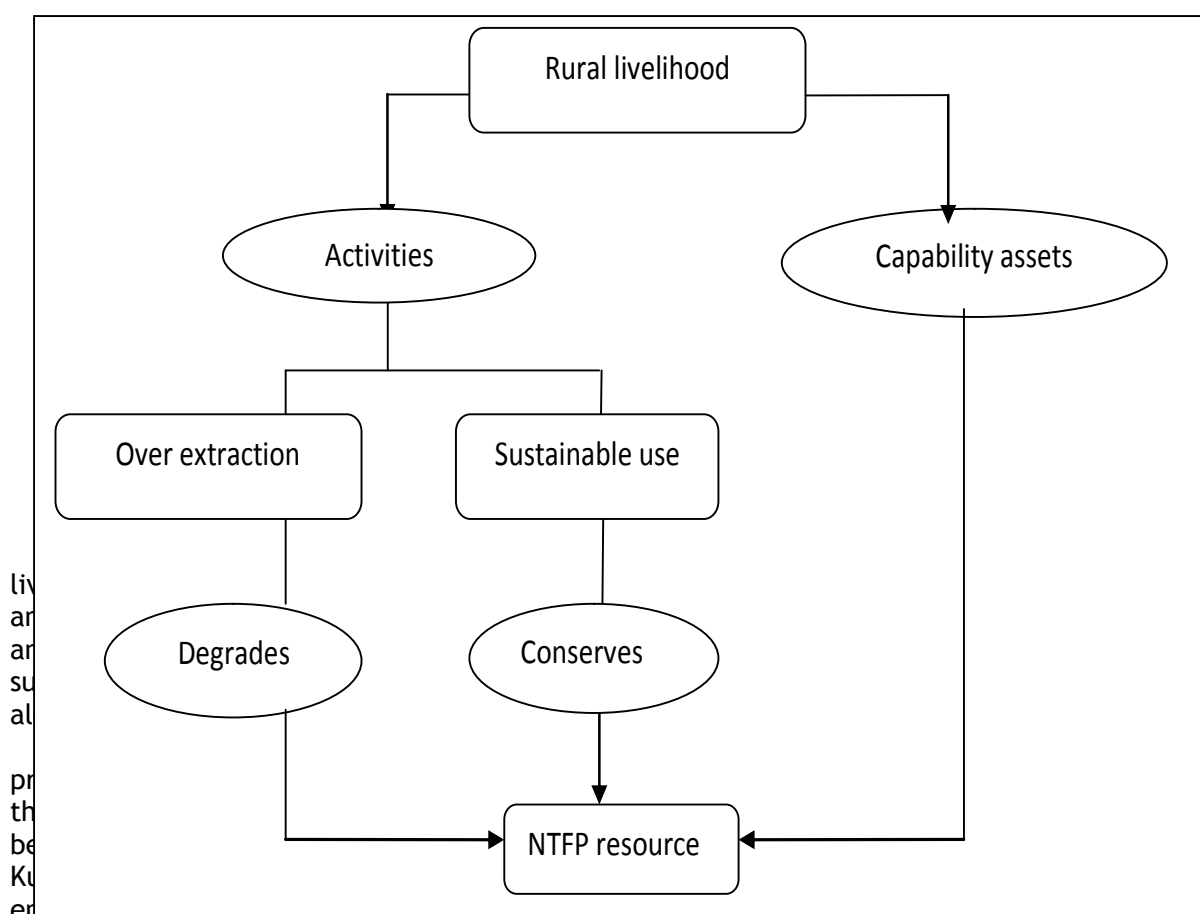 Rural livelihood
Activities
Capability assets
Over extraction
Sustainable use
Degrades
Conserves
NTFP resource